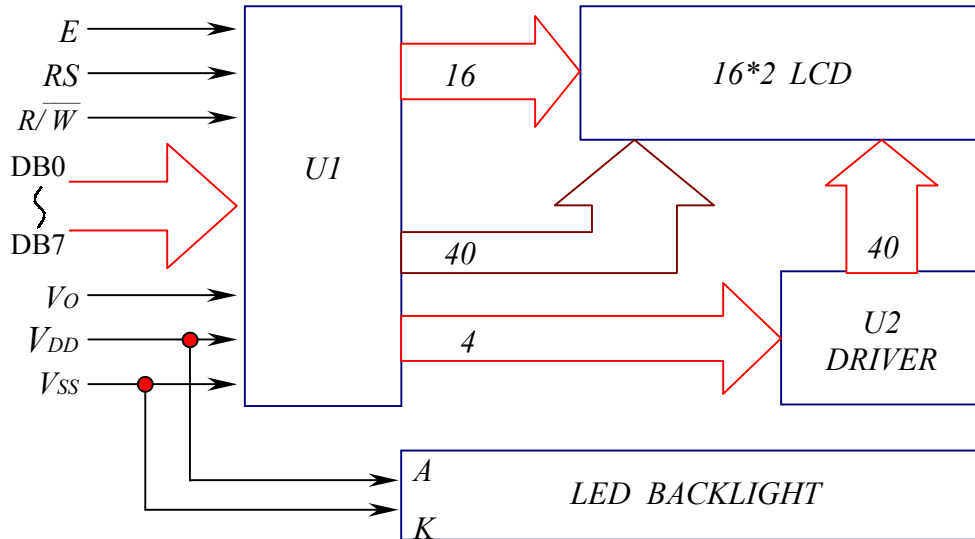 E
RS
R/W̅
DB0
DB7
VO
VDD
VSS
U1
16
40
4
16*2 LCD
40
U2
DRIVER
A
K
LED BACKLIGHT